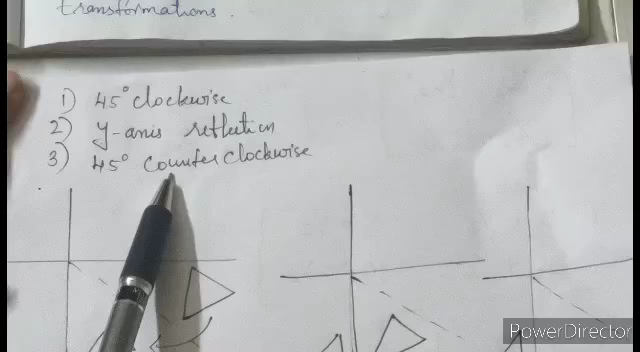 transformations.
1) 45° clockwise
2) y-axis reflection
3) 45° counter clockwise
PowerDirector